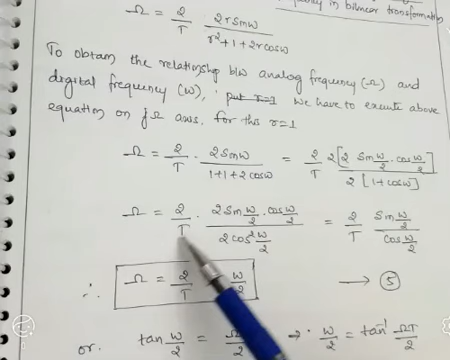 frequency in bilinear transformation
Ω = 2/T 2r sinω / r²+1+2r cosω
To obtain the relationship b/w analog frequency (Ω) and
digital frequency (ω), put r=1 we have to execute above
equation on jΩ axis. for this r=1
Ω = 2/T · 2 sinω / 1+1+2 cosω = 2/T 2[2 sin ω/2 · cos ω/2] / 2[1+cosω]
Ω = 2/T · 2 sin ω/2 · cos ω/2 / 2 cos² ω/2 = 2/T sin ω/2 / cos ω/2
∴ Ω = 2/T ω/2 → 5
or. tan ω/2 = Ω → ω/2 = tan⁻¹ ΩT/2